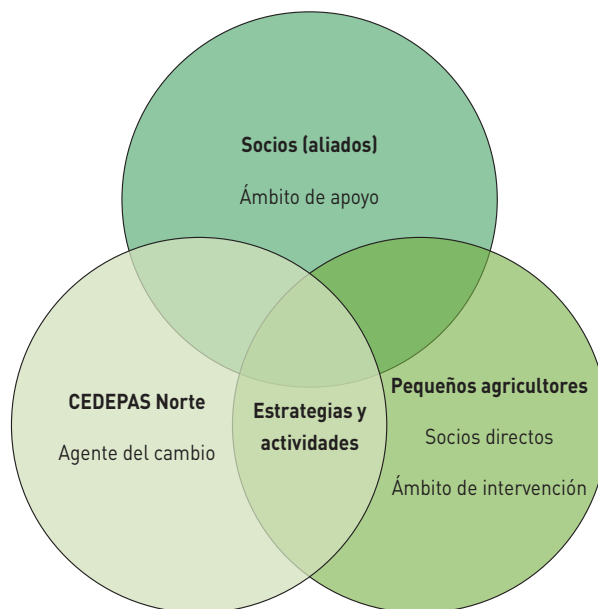 Socios (aliados)
Ámbito de apoyo
CEDEPAS Norte
Agente del cambio
Estrategias y
actividades
Pequeños agricultores
Socios directos
Ámbito de intervención